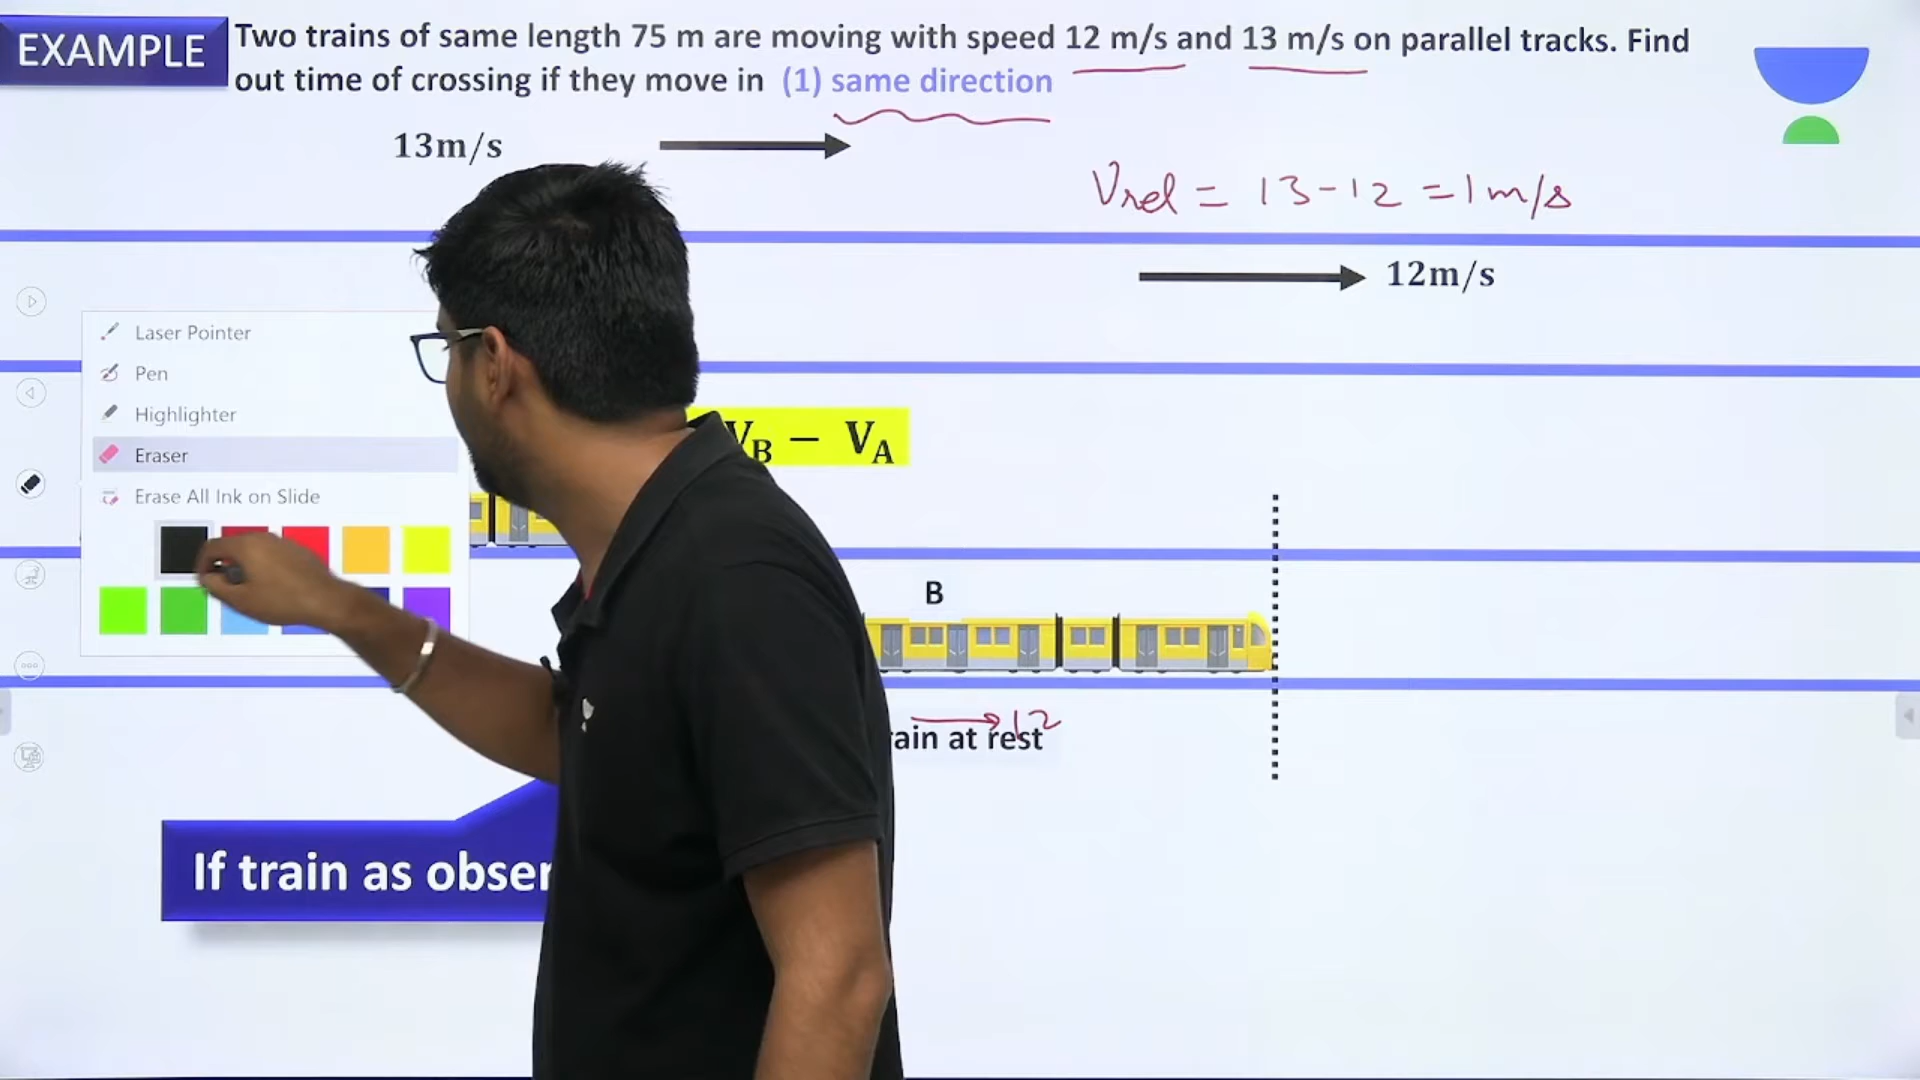 EXAMPLE
Two trains of same length 75 m are moving with speed 12 m/s and 13 m/s on parallel tracks. Find
out time of crossing if they move in (1) same direction
13m/s
Vrel = 13-12 = 1m/s
12m/s
Laser Pointer
Pen
Highlighter
Eraser
Erase All Ink on Slide
VB − VA
B
12
at rest
If train as